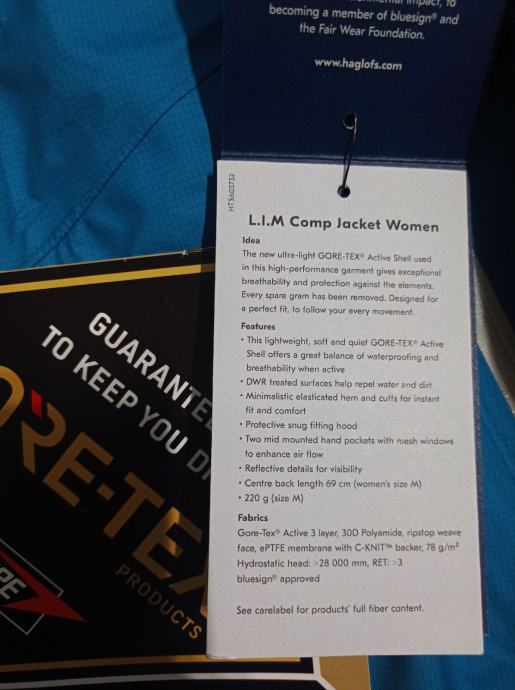 becoming a member of bluesign® and
the Fair Wear Foundation.
www.haglofs.com
HTS603732
L.I.M Comp Jacket Women
Idea
The new ultra-light GORE-TEX® Active Shell used
in this high-performance garment gives exceptional
breathability and protection against the elements.
Every spare gram has been removed. Designed for
a perfect fit, to follow your every movement.
Features
• This lightweight, soft and quiet GORE-TEX® Active
Shell offers a great balance of waterproofing and
breathability when active
• DWR treated surfaces help repel water and dirt
• Minimalistic elasticated hem and cuffs for instant
fit and comfort
• Protective snug fitting hood
• Two mid mounted hand pockets with mesh windows
to enhance air flow
• Reflective details for visibility
• Centre back length 69 cm (women's size M)
• 220 g (size M)
Fabrics
Gore-Tex® Active 3 layer, 30D Polyamide, ripstop weave
face, ePTFE membrane with C-KNIT™ backer, 78 g/m²
Hydrostatic head: >28 000 mm, RET: >3
bluesign® approved
See carelabel for products' full fiber content.
GUARANTEE
TO KEEP YOU
ORE-TEX
PRODUCTS